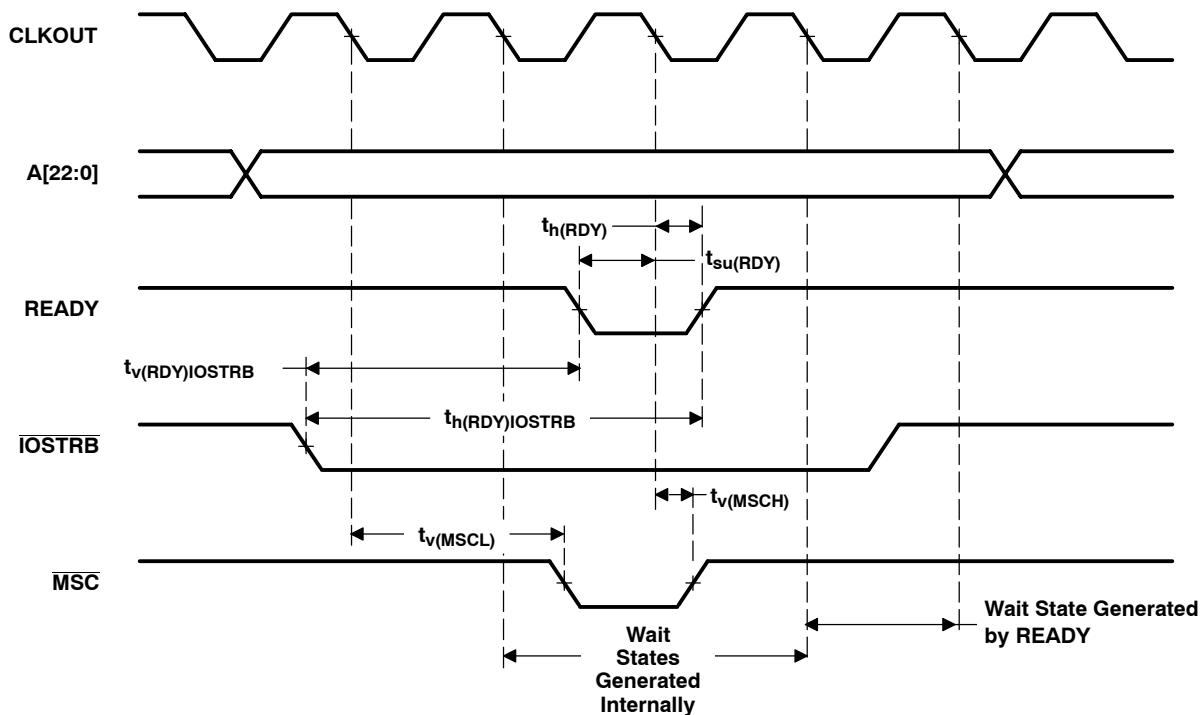 CLKOUT
A[22:0]
th(RDY)
tsu(RDY)
READY
tv(RDY)IOSTRB
th(RDY)IOSTRB
IOSTRB
tv(MSCH)
tv(MSCL)
MSC
Wait State Generated
by READY
Wait
States
Generated
Internally